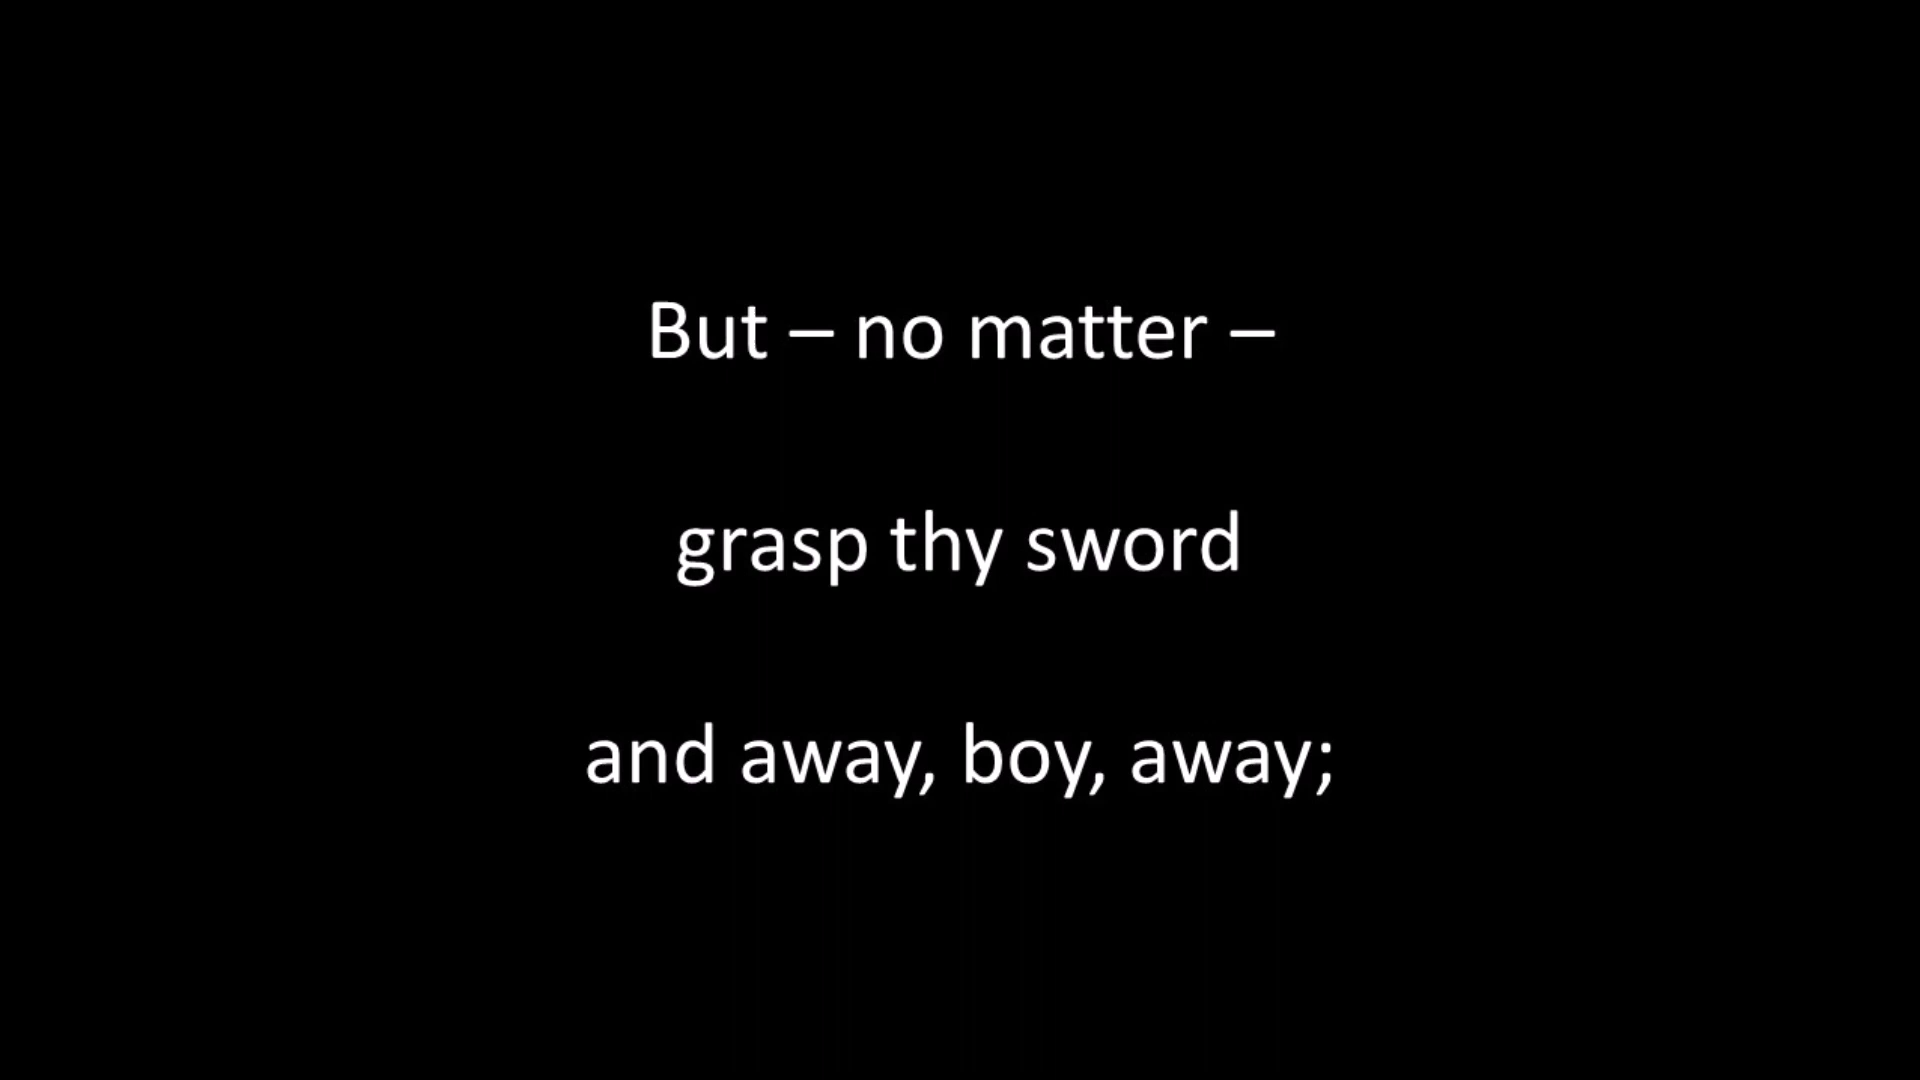 But – no matter –
grasp thy sword
and away, boy, away;